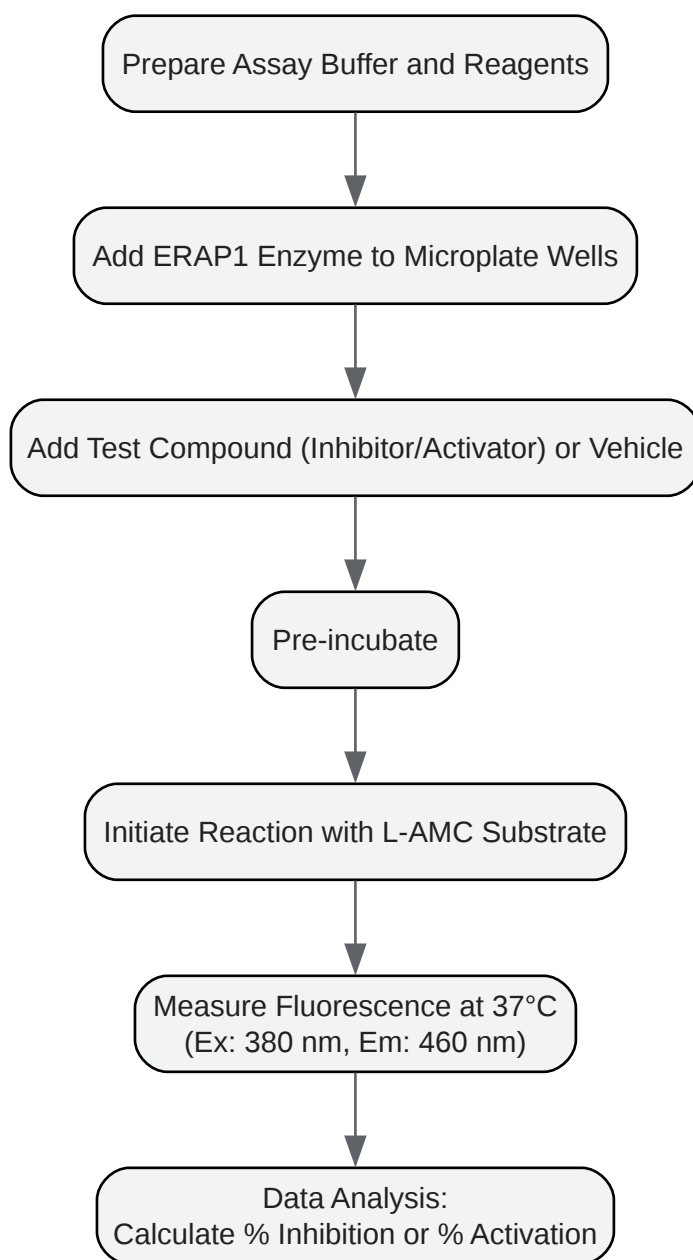 Prepare Assay Buffer and Reagents
Add ERAP1 Enzyme to Microplate Wells
Add Test Compound (Inhibitor/Activator) or Vehicle
Pre-incubate
Initiate Reaction with L-AMC Substrate
Measure Fluorescence at 37°C
(Ex: 380 nm, Em: 460 nm)
Data Analysis:
Calculate % Inhibition or % Activation